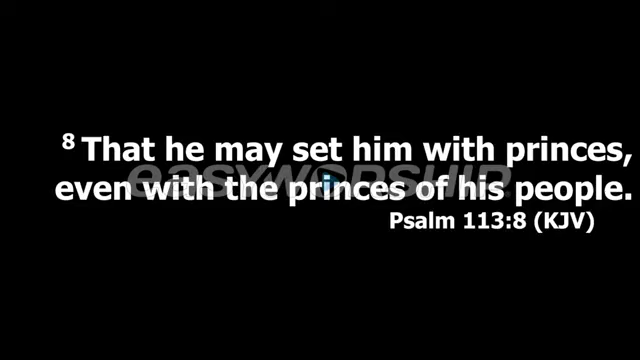 8 That he may set him with princes,
even with the princes of his people.
Psalm 113:8 (KJV)
easyworship